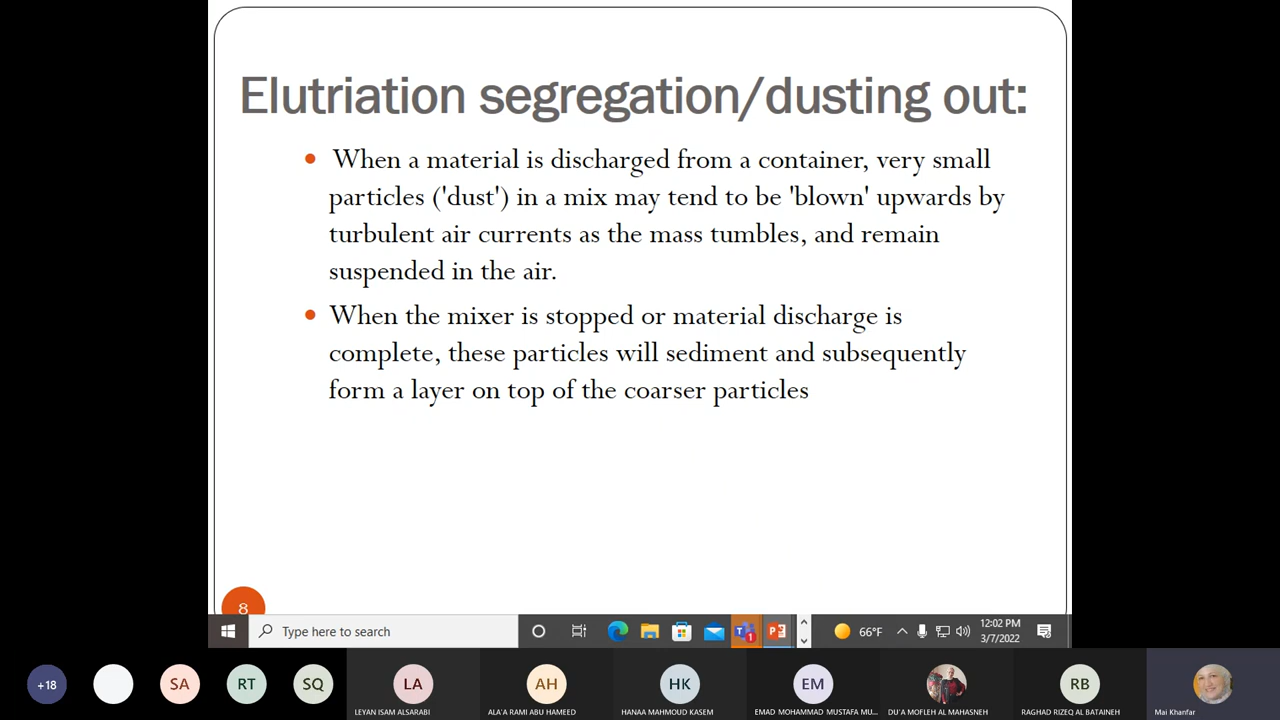 Elutriation segregation/dusting out:
When a material is discharged from a container, very small
particles ('dust') in a mix may tend to be 'blown' upwards by
turbulent air currents as the mass tumbles, and remain
suspended in the air.
When the mixer is stopped or material discharge is
complete, these particles will sediment and subsequently
form a layer on top of the coarser particles
8
Type here to search
1
66°F
12:02 PM
3/7/2022
+18
SA
RT
SQ
LA
AH
HK
EM
RB
LEYAN ISAM ALSARABI
ALA'A RAMI ABU HAMEED
HANAA MAHMOUD KASEM
EMAD MOHAMMAD MUSTAFA MU...
DU'A MOFLEH AL MAHASNEH
RAGHAD RIZEQ AL BATAINEH
Mai Khanfar